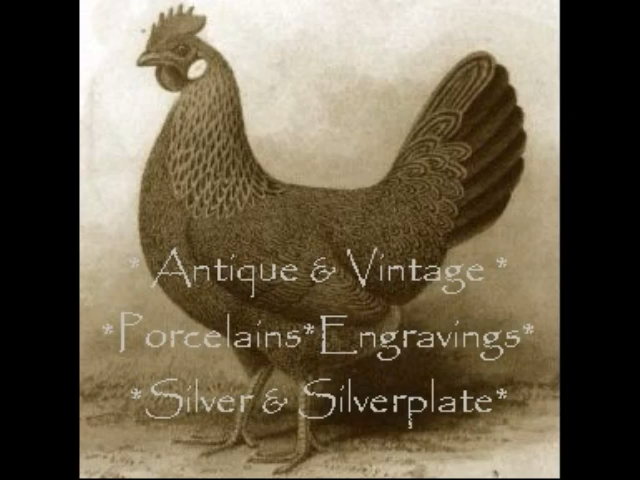 * Antique & Vintage *
*Porcelains*Engravings*
*Silver & Silverplate*